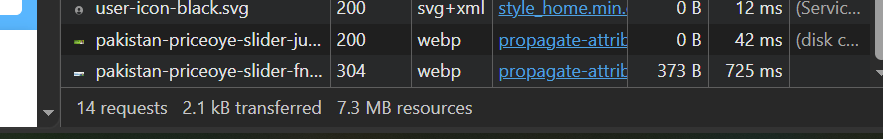 user-icon-black.svg 200 svg+xml style_home.min. 0 B 12 ms (Servic...
pakistan-priceoye-slider-ju... 200 webp propagate-attrib 0 B 42 ms (disk c...
pakistan-priceoye-slider-fn... 304 webp propagate-attrib 373 B 725 ms
14 requests 2.1 kB transferred 7.3 MB resources